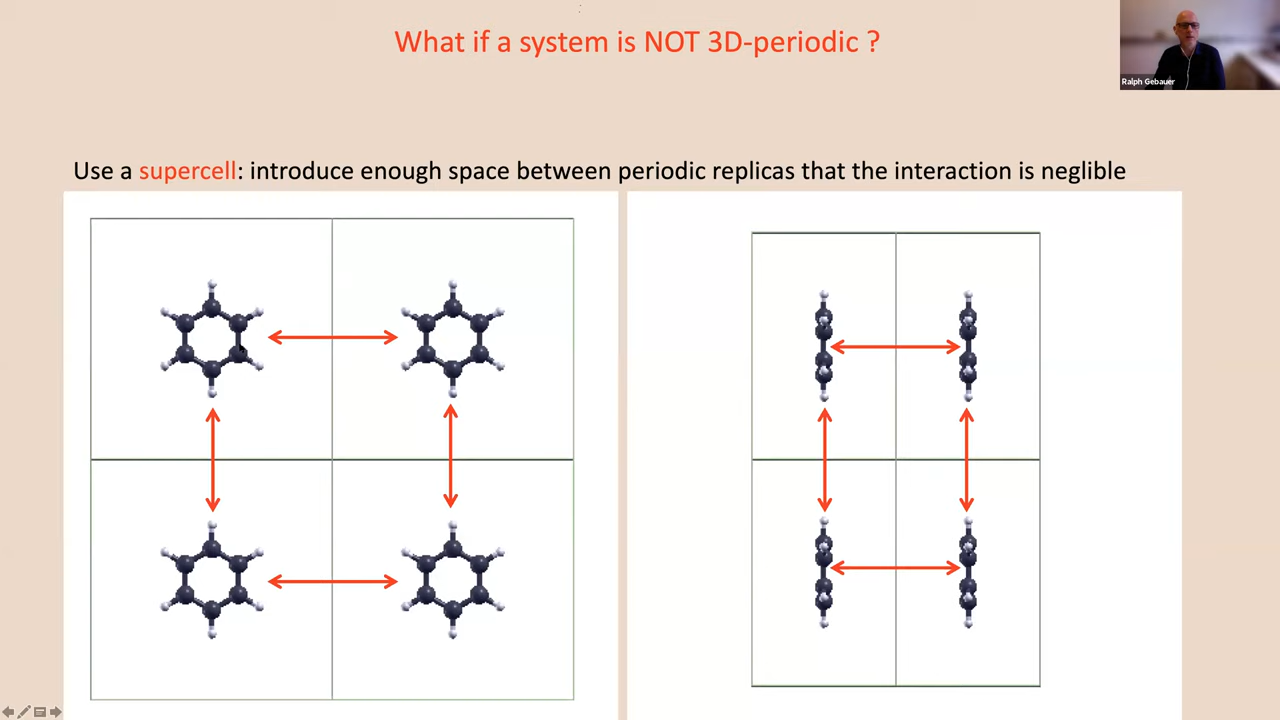 What if a system is NOT 3D-periodic ?
Ralph Gebauer
Use a supercell: introduce enough space between periodic replicas that the interaction is neglible